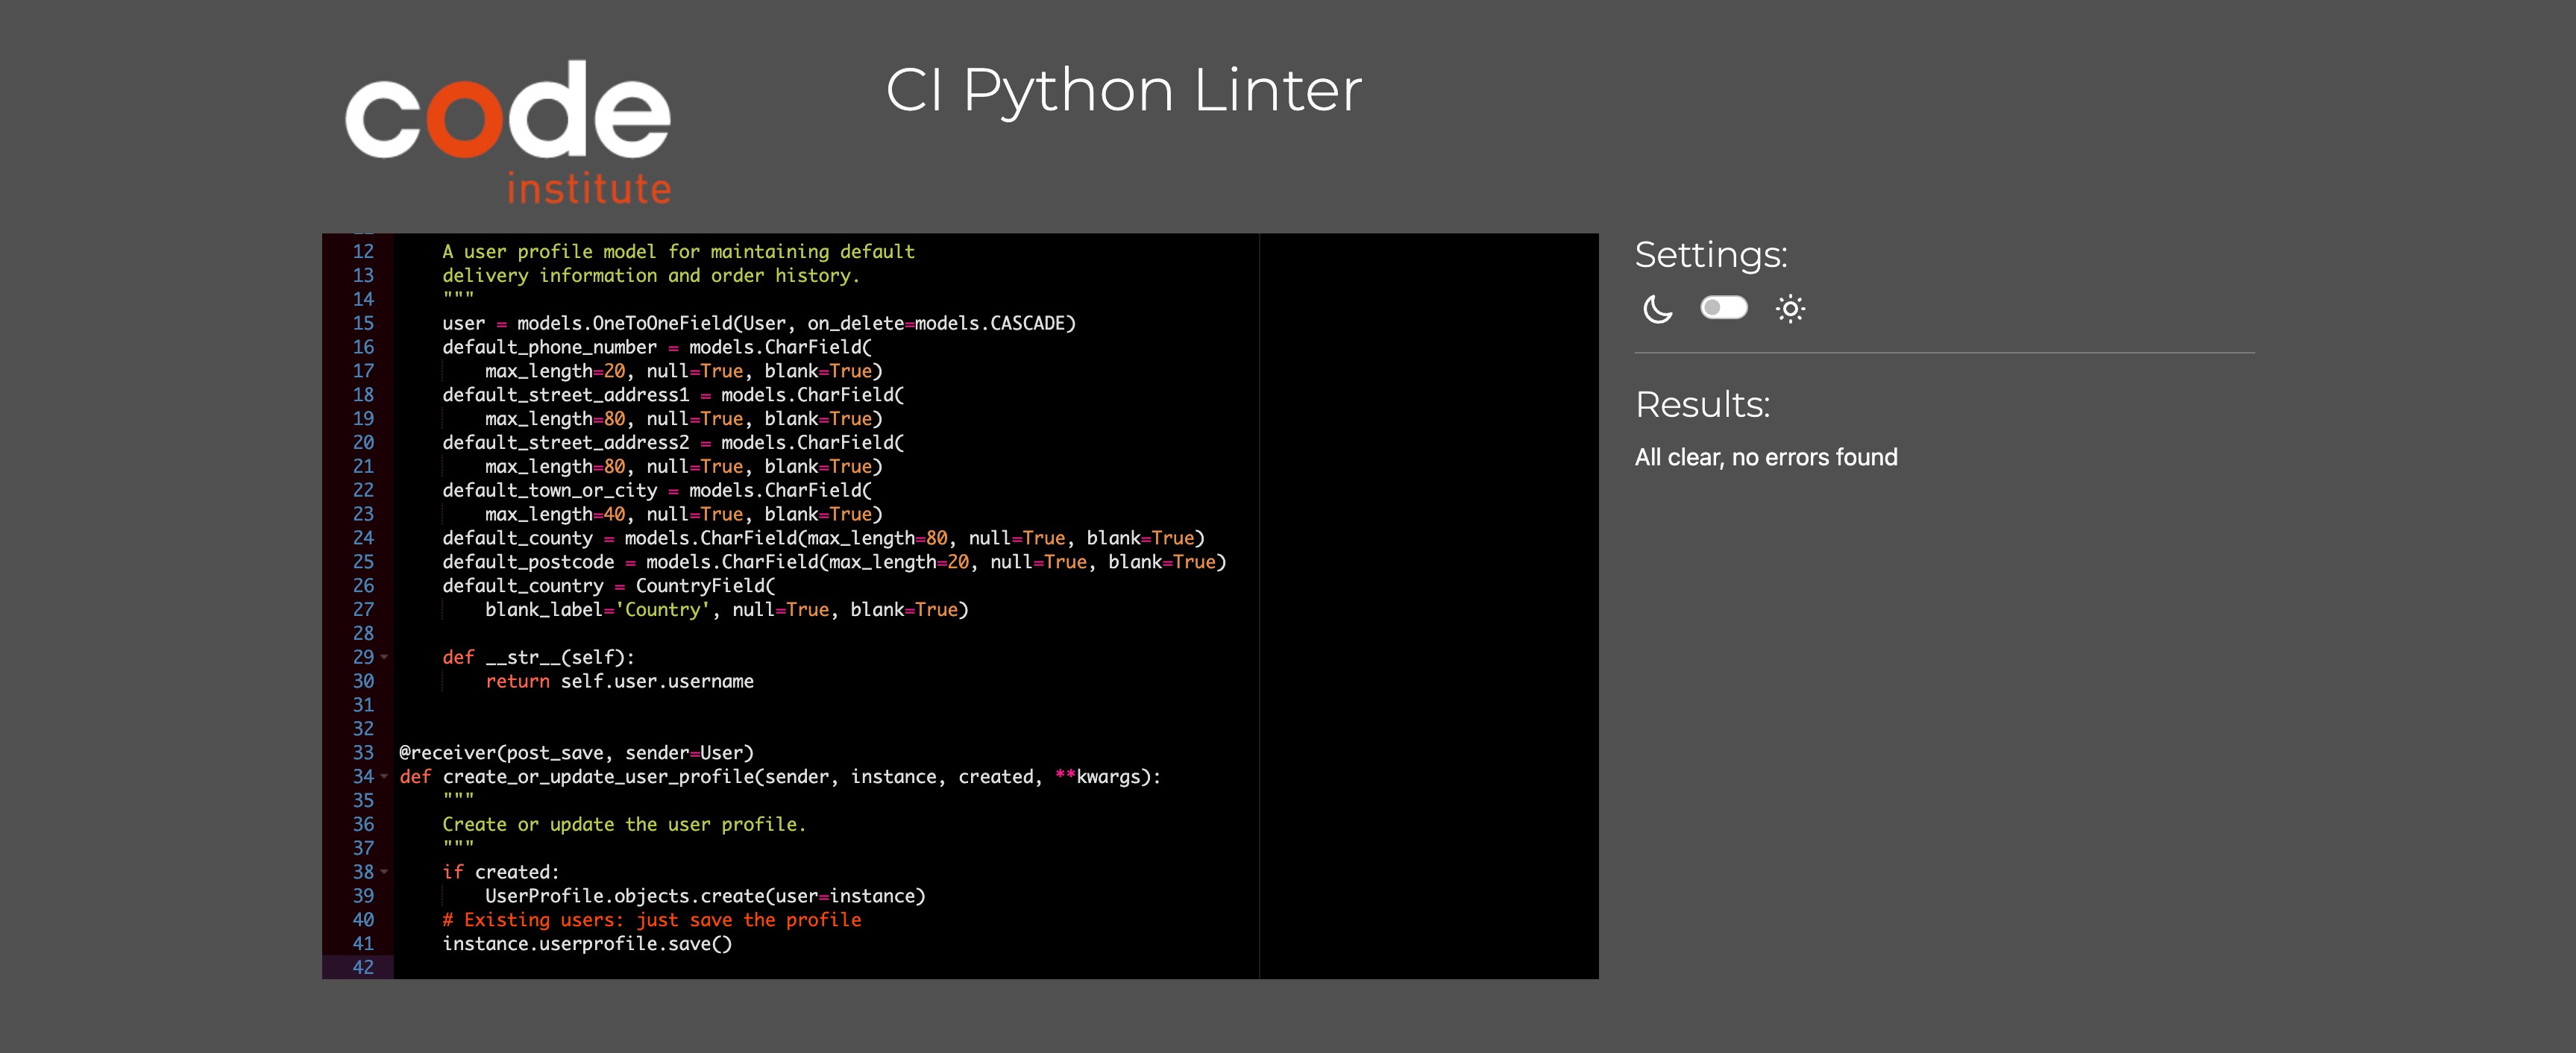 code
institute
CI Python Linter
12     A user profile model for maintaining default
13     delivery information and order history.
14     """
15     user = models.OneToOneField(User, on_delete=models.CASCADE)
16     default_phone_number = models.CharField(
17         max_length=20, null=True, blank=True)
18     default_street_address1 = models.CharField(
19         max_length=80, null=True, blank=True)
20     default_street_address2 = models.CharField(
21         max_length=80, null=True, blank=True)
22     default_town_or_city = models.CharField(
23         max_length=40, null=True, blank=True)
24     default_county = models.CharField(max_length=80, null=True, blank=True)
25     default_postcode = models.CharField(max_length=20, null=True, blank=True)
26     default_country = CountryField(
27         blank_label='Country', null=True, blank=True)
28
29     def __str__(self):
30         return self.user.username
31
32
33 @receiver(post_save, sender=User)
34 def create_or_update_user_profile(sender, instance, created, **kwargs):
35     """
36     Create or update the user profile.
37     """
38     if created:
39         UserProfile.objects.create(user=instance)
40     # Existing users: just save the profile
41     instance.userprofile.save()
42
Settings:
Results:
All clear, no errors found